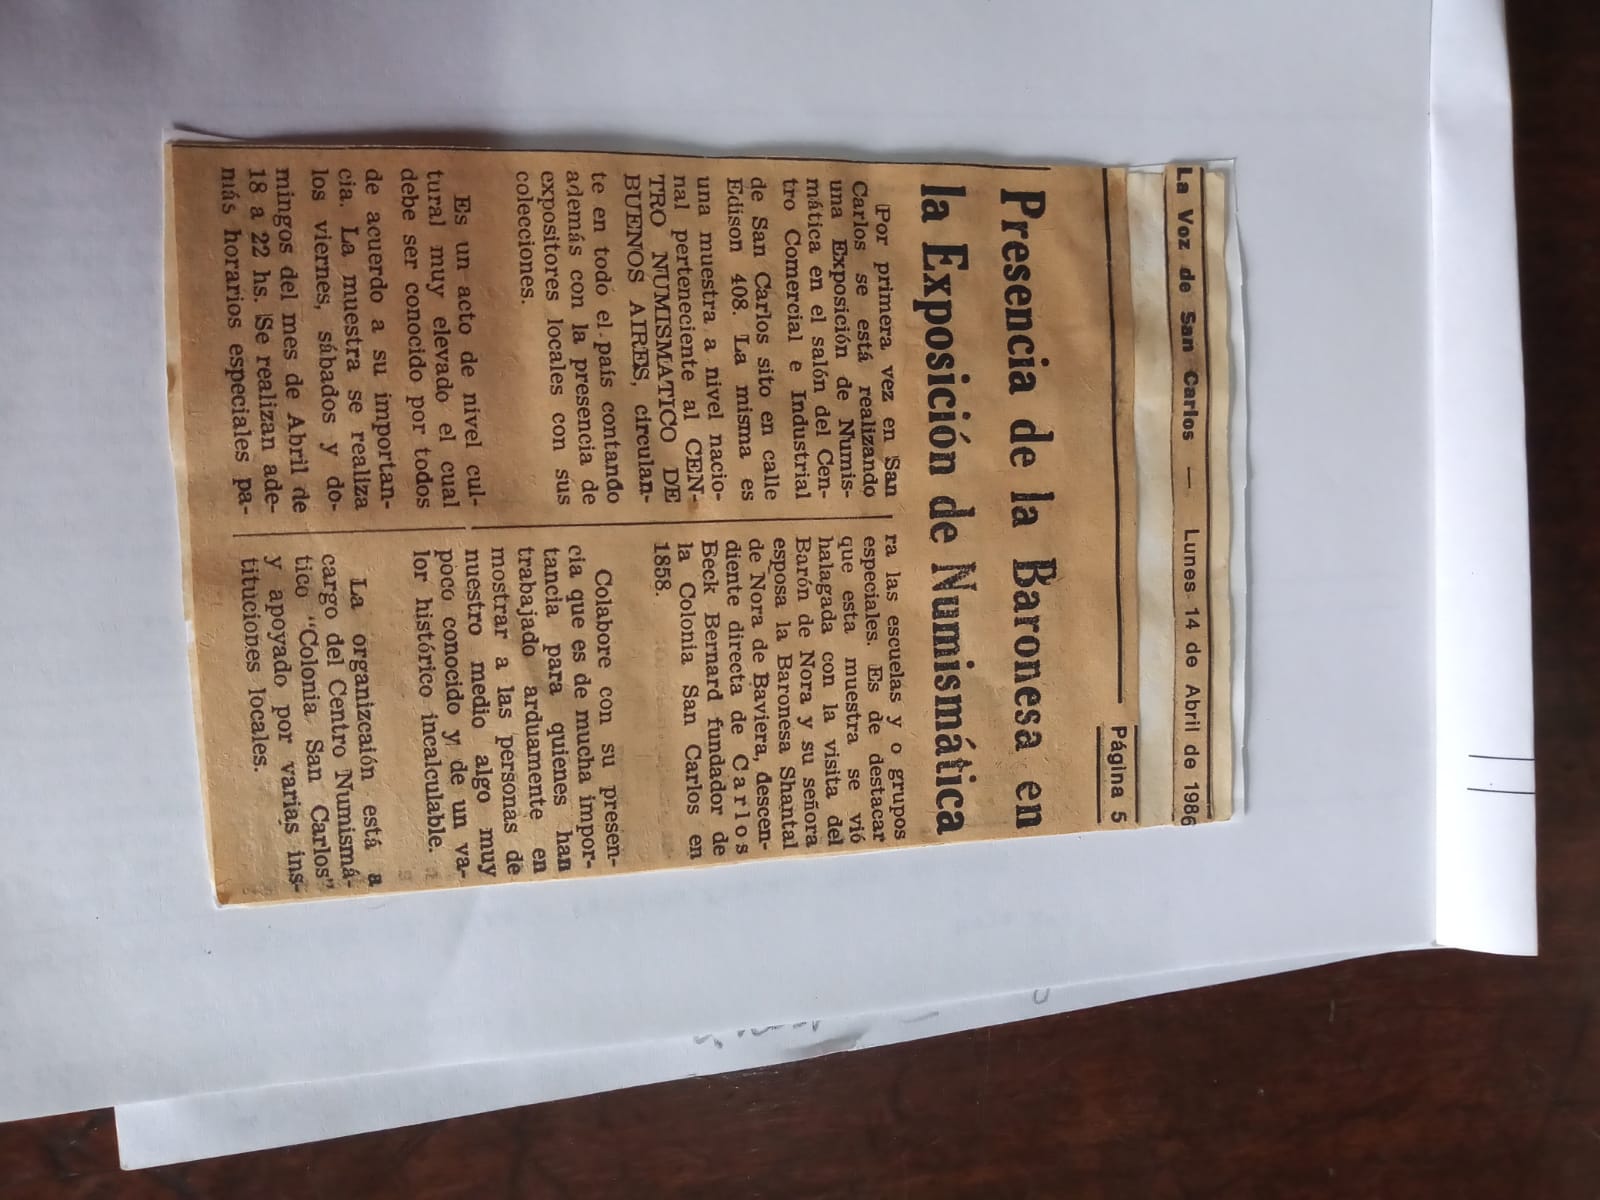 La Voz de San Carlos — Lunes 14 de Abril de 1986
Página 5
Presencia de la Baronesa en
la Exposición de Numismática
Por primera vez en San
Carlos se está realizando
una Exposición de Numis-
mática en el salón del Cen-
tro Comercial e Industrial
de San Carlos sito en calle
Edison 408. La misma es
una muestra a nivel nacio-
nal perteneciente al CEN-
TRO NUMISMATICO DE
BUENOS AIRES, circulan-
te en todo el país contando
además con la presencia de
expositores locales con sus
colecciones.
Es un acto de nivel cul-
tural muy elevado el cual
debe ser conocido por todos
de acuerdo a su importan-
cia. La muestra se realiza
los viernes, sábados y do-
mingos del mes de Abril de
18 a 22 hs. Se realizan ade-
más horarios especiales pa-
ra las escuelas y o grupos
especiales. Es de destacar
que esta muestra se vió
halagada con la visita del
Barón de Nora y su señora
esposa la Baronesa Shantal
de Nora de Baviera, descen-
diente directa de Carlos
Beck Bernard fundador de
la Colonia San Carlos en
1858.
Colabore con su presen-
cia que es de mucha impor-
tancia para quienes han
trabajado arduamente en
mostrar a las personas de
nuestro medio algo muy
poco conocido y de un va-
lor histórico incalculable.
La organizcaión está a
cargo del Centro Numismá-
tico "Colonia San Carlos"
y apoyado por varias ins-
tituciones locales.